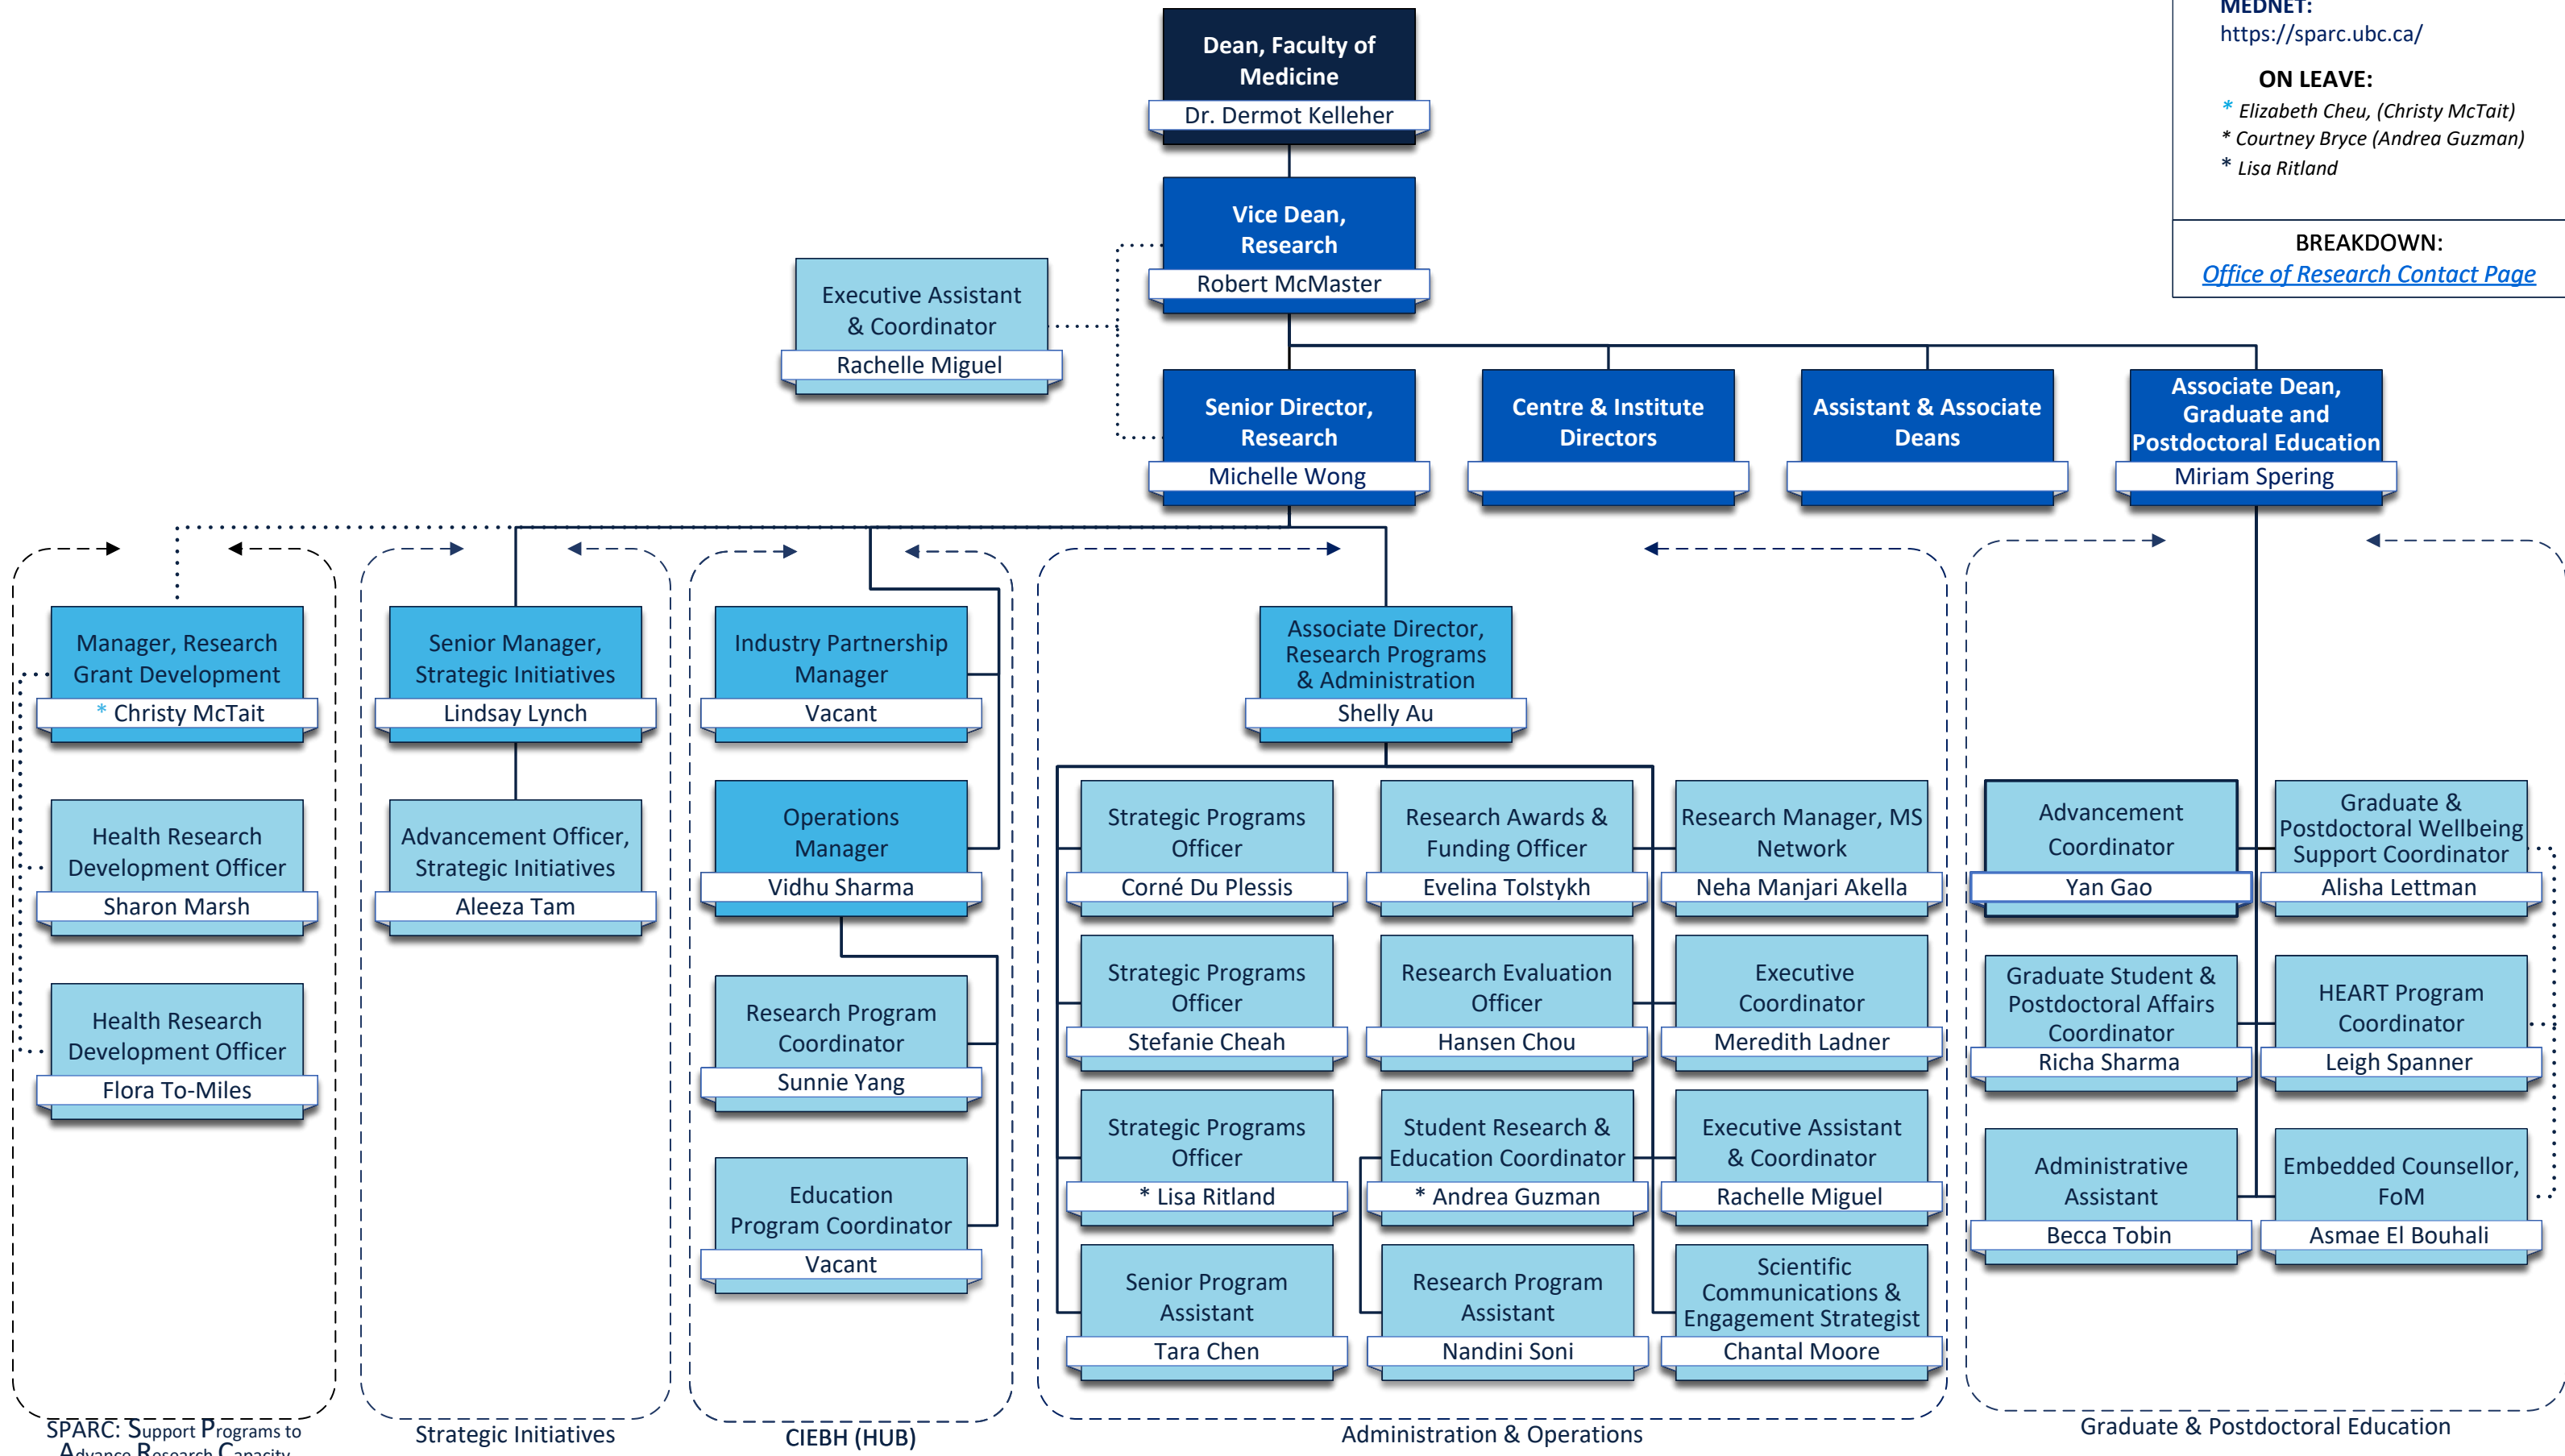 MEDNET:
https://sparc.ubc.ca/
ON LEAVE:
* Elizabeth Cheu, (Christy McTait)
* Courtney Bryce (Andrea Guzman)
* Lisa Ritland
BREAKDOWN:
Office of Research Contact Page
Dean, Faculty of
Medicine
Dr. Dermot Kelleher
Vice Dean,
Research
Robert McMaster
Executive Assistant
& Coordinator
Rachelle Miguel
Senior Director,
Research
Michelle Wong
Centre & Institute
Directors
Assistant & Associate
Deans
Associate Dean,
Graduate and
Postdoctoral Education
Miriam Spering
Manager, Research
Grant Development
* Christy McTait
Health Research
Development Officer
Sharon Marsh
Health Research
Development Officer
Flora To-Miles
SPARC: Support Programs to
Advance Research Capacity
Senior Manager,
Strategic Initiatives
Lindsay Lynch
Advancement Officer,
Strategic Initiatives
Aleeza Tam
Strategic Initiatives
Industry Partnership
Manager
Vacant
Operations
Manager
Vidhu Sharma
Research Program
Coordinator
Sunnie Yang
Education
Program Coordinator
Vacant
CIEBH (HUB)
Associate Director,
Research Programs
& Administration
Shelly Au
Strategic Programs
Officer
Corné Du Plessis
Research Awards &
Funding Officer
Evelina Tolstykh
Research Manager, MS
Network
Neha Manjari Akella
Strategic Programs
Officer
Stefanie Cheah
Research Evaluation
Officer
Hansen Chou
Executive
Coordinator
Meredith Ladner
Strategic Programs
Officer
* Lisa Ritland
Student Research &
Education Coordinator
* Andrea Guzman
Executive Assistant
& Coordinator
Rachelle Miguel
Senior Program
Assistant
Tara Chen
Research Program
Assistant
Nandini Soni
Scientific
Communications &
Engagement Strategist
Chantal Moore
Administration & Operations
Advancement
Coordinator
Yan Gao
Graduate &
Postdoctoral Wellbeing
Support Coordinator
Alisha Lettman
Graduate Student &
Postdoctoral Affairs
Coordinator
Richa Sharma
HEART Program
Coordinator
Leigh Spanner
Administrative
Assistant
Becca Tobin
Embedded Counsellor,
FoM
Asmae El Bouhali
Graduate & Postdoctoral Education